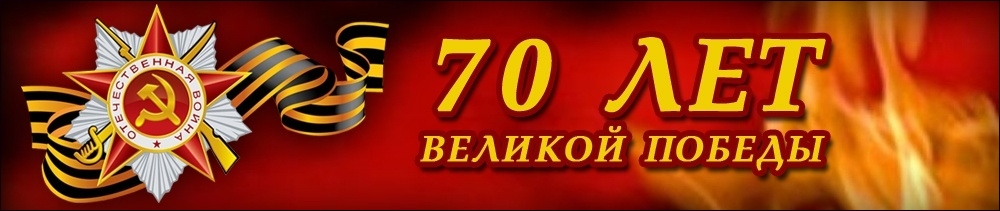 ОТЕЧЕСТВЕННАЯ ВОЙНА
70 ЛЕТ
ВЕЛИКОЙ ПОБЕДЫ